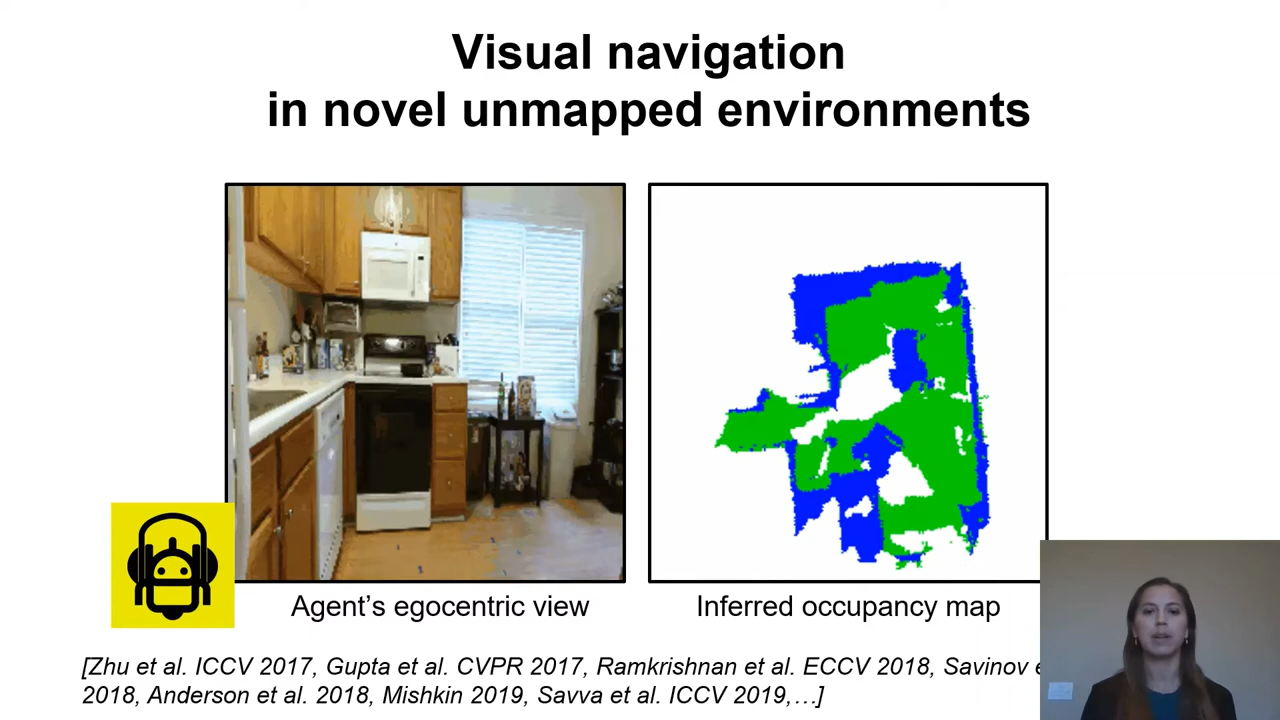 Visual navigation
in novel unmapped environments
Agent's egocentric view
Inferred occupancy map
[Zhu et al. ICCV 2017, Gupta et al. CVPR 2017, Ramkrishnan et al. ECCV 2018, Savinov
2018, Anderson et al. 2018, Mishkin 2019, Savva et al. ICCV 2019,…]